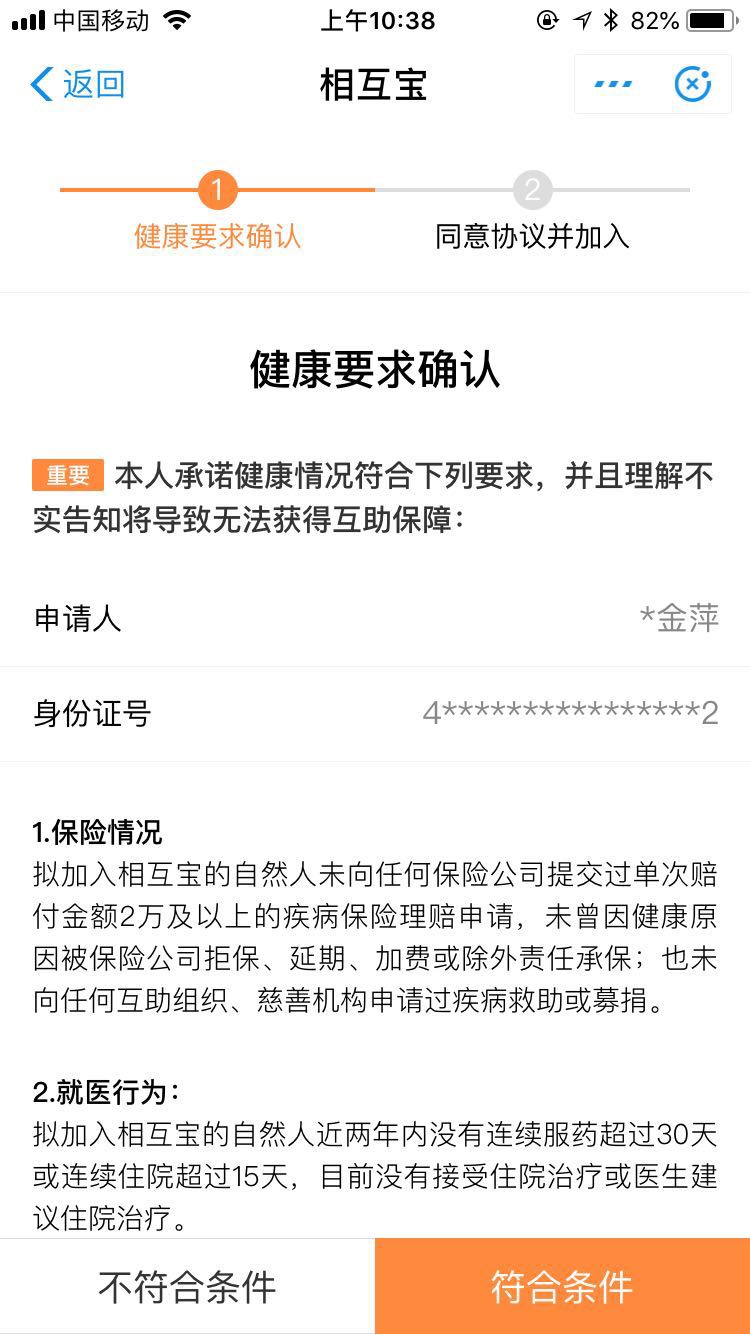 中国移动 上午10:38 82%
返回 相互宝
1 2
健康要求确认 同意协议并加入
健康要求确认
重要 本人承诺健康情况符合下列要求，并且理解不
实告知将导致无法获得互助保障：
申请人 *金萍
身份证号 4****************2
1.保险情况
拟加入相互宝的自然人未向任何保险公司提交过单次赔
付金额2万及以上的疾病保险理赔申请，未曾因健康原
因被保险公司拒保、延期、加费或除外责任承保；也未
向任何互助组织、慈善机构申请过疾病救助或募捐。
2.就医行为：
拟加入相互宝的自然人近两年内没有连续服药超过30天
或连续住院超过15天，目前没有接受住院治疗或医生建
议住院治疗。
不符合条件 符合条件